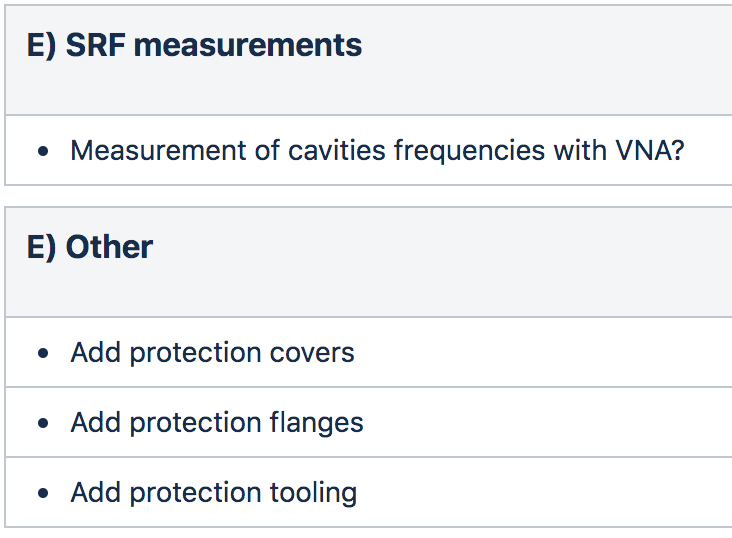 E) SRF measurements
• Measurement of cavities frequencies with VNA?
E) Other
• Add protection covers
• Add protection flanges
• Add protection tooling